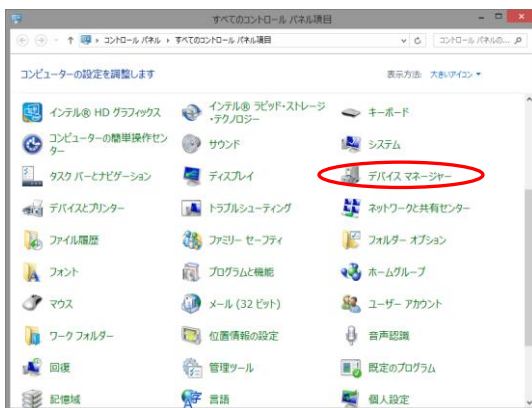 すべてのコントロール パネル項目
コントロール パネル ▸ すべてのコントロール パネル項目
コントロール パネルの...
コンピューターの設定を調整します
表示方法: 大きいアイコン
インテル® HD グラフィックス
インテル® ラピッド・ストレージ
・テクノロジー
キーボード
コンピューターの簡単操作セン
ター
サウンド
システム
タスク バーとナビゲーション
ディスプレイ
デバイス マネージャー
デバイスとプリンター
トラブルシューティング
ネットワークと共有センター
ファイル履歴
ファミリー セーフティ
フォルダー オプション
フォント
プログラムと機能
ホームグループ
マウス
メール (32 ビット)
ユーザー アカウント
ワーク フォルダー
位置情報の設定
音声認識
回復
管理ツール
既定のプログラム
記憶域
言語
個人設定